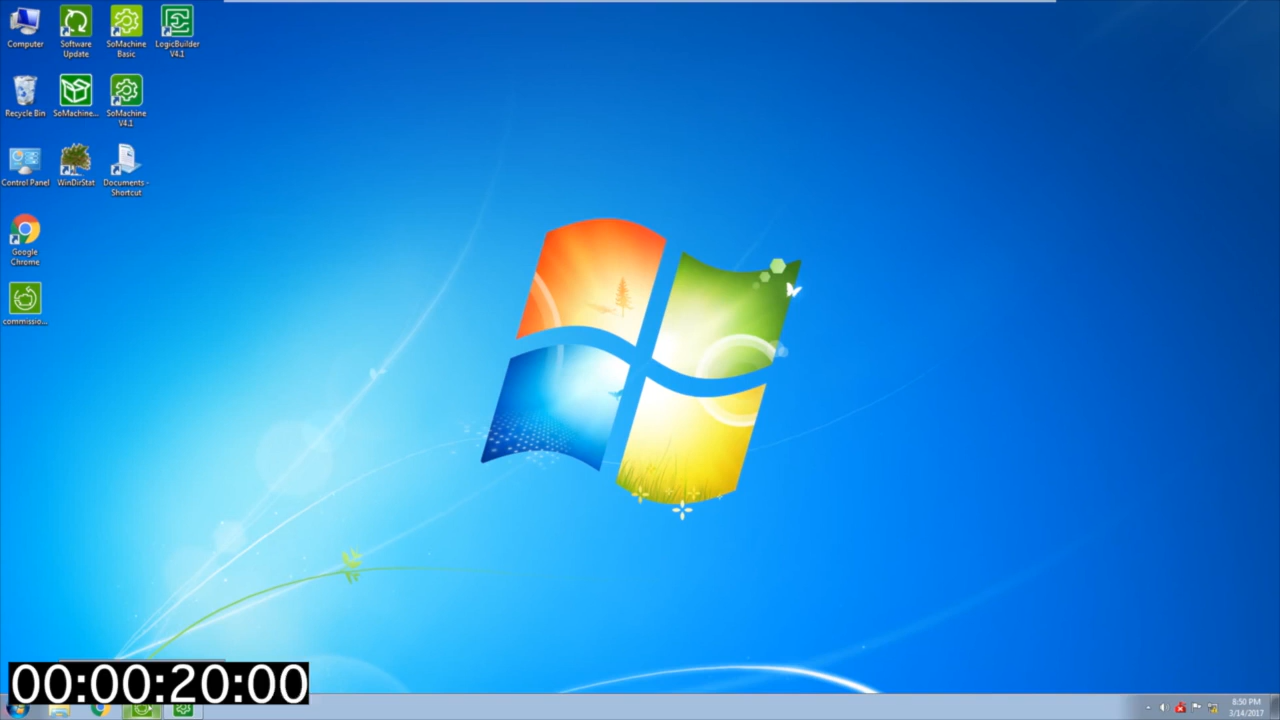 Computer
Software
Update
SoMachine
Basic
LogicBuilder
V4.1
Recycle Bin
SoMachine...
SoMachine
V4.1
Control Panel
WinDirStat
Documents -
Shortcut
Google
Chrome
commissio...
00:00:20:00
8:50 PM
3/14/2017